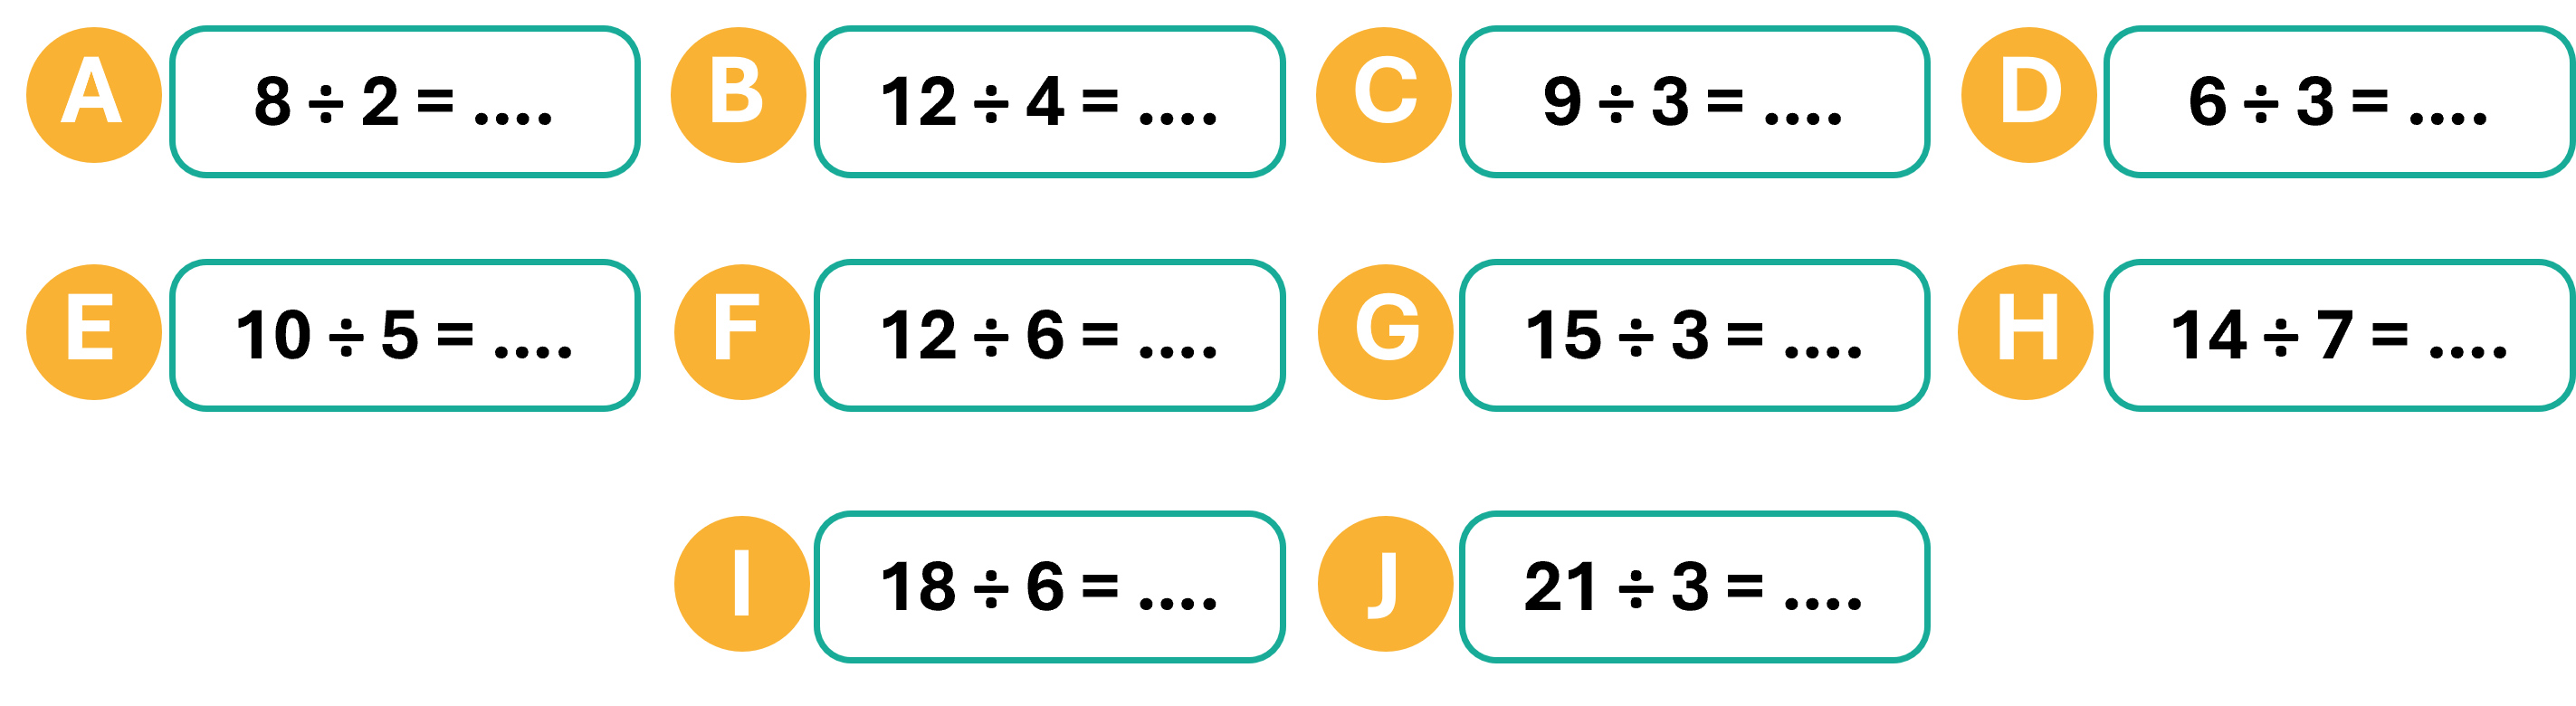 A 8 ÷ 2 = .... B 12 ÷ 4 = .... C 9 ÷ 3 = .... D 6 ÷ 3 = ....
E 10 ÷ 5 = .... F 12 ÷ 6 = .... G 15 ÷ 3 = .... H 14 ÷ 7 = ....
I 18 ÷ 6 = .... J 21 ÷ 3 = ....